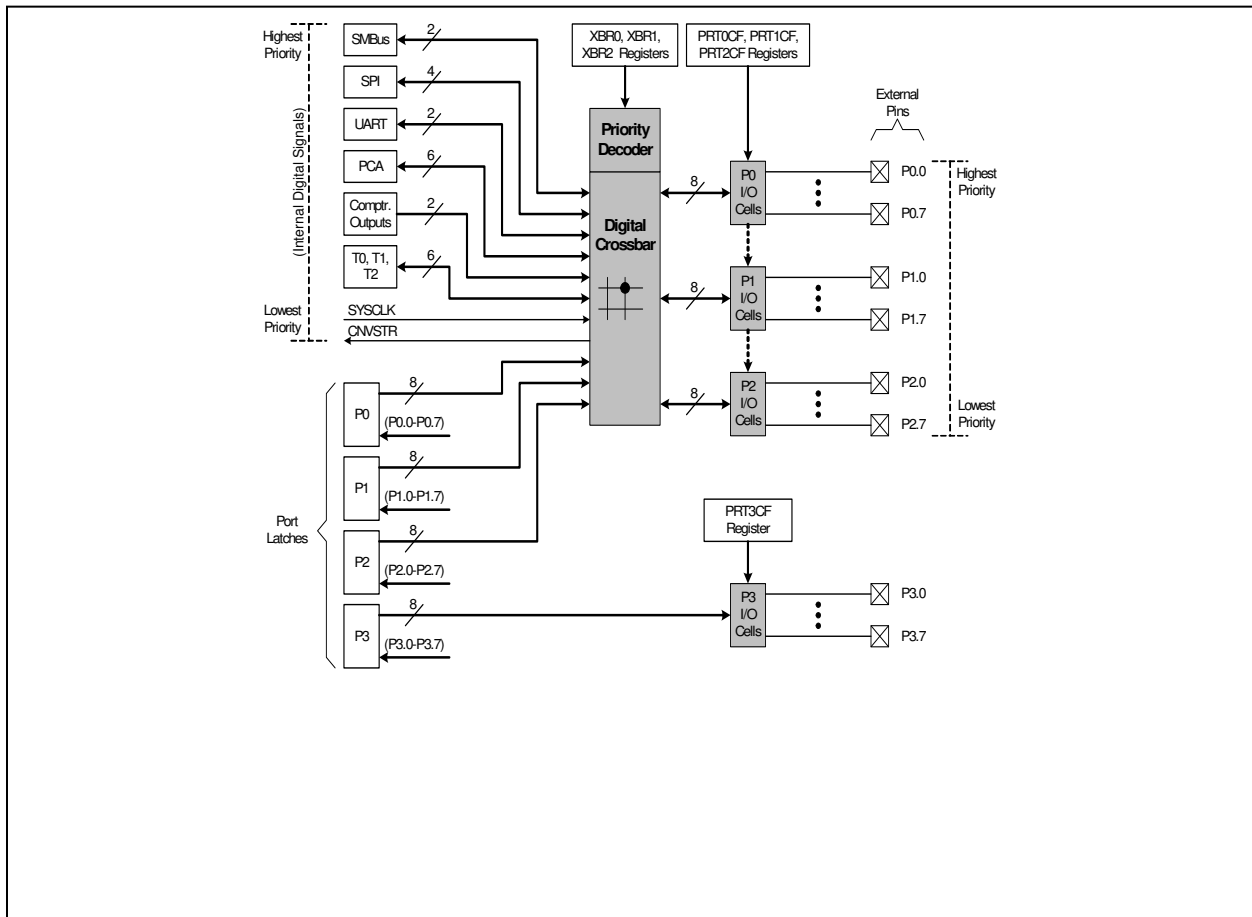 Highest
Priority
(Internal Digital Signals)
Lowest
Priority
SMBus
2
SPI
4
UART
2
PCA
6
Comptr.
Outputs
2
T0, T1,
T2
6
SYSCLK
CNVSTR
XBR0, XBR1,
XBR2 Registers
Priority
Decoder
Digital
Crossbar
PRT0CF, PRT1CF,
PRT2CF Registers
External
Pins
8
P0
I/O
Cells
P0.0
P0.7
8
P1
I/O
Cells
P1.0
P1.7
8
P2
I/O
Cells
P2.0
P2.7
Highest
Priority
Lowest
Priority
Port
Latches
P0
8
(P0.0-P0.7)
P1
8
(P1.0-P1.7)
P2
8
(P2.0-P2.7)
P3
8
(P3.0-P3.7)
PRT3CF
Register
P3
I/O
Cells
P3.0
P3.7